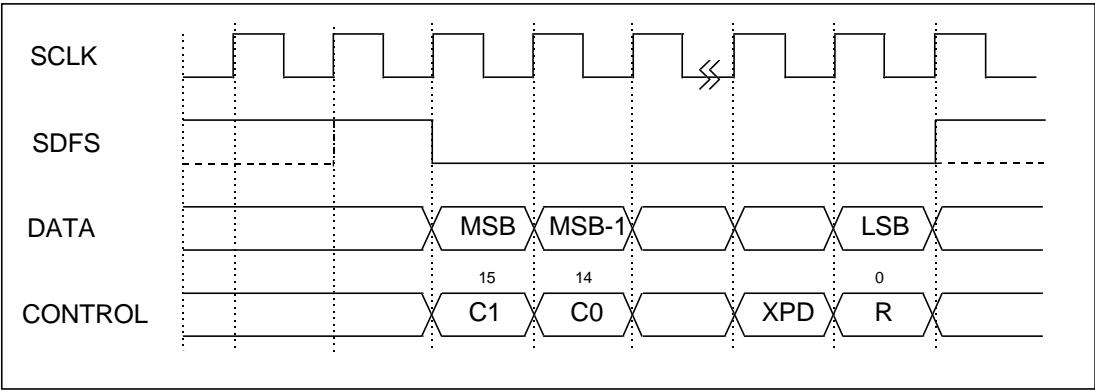 SCLK
SDFS
DATA MSB MSB-1 LSB
15 14 0
CONTROL C1 C0 XPD R